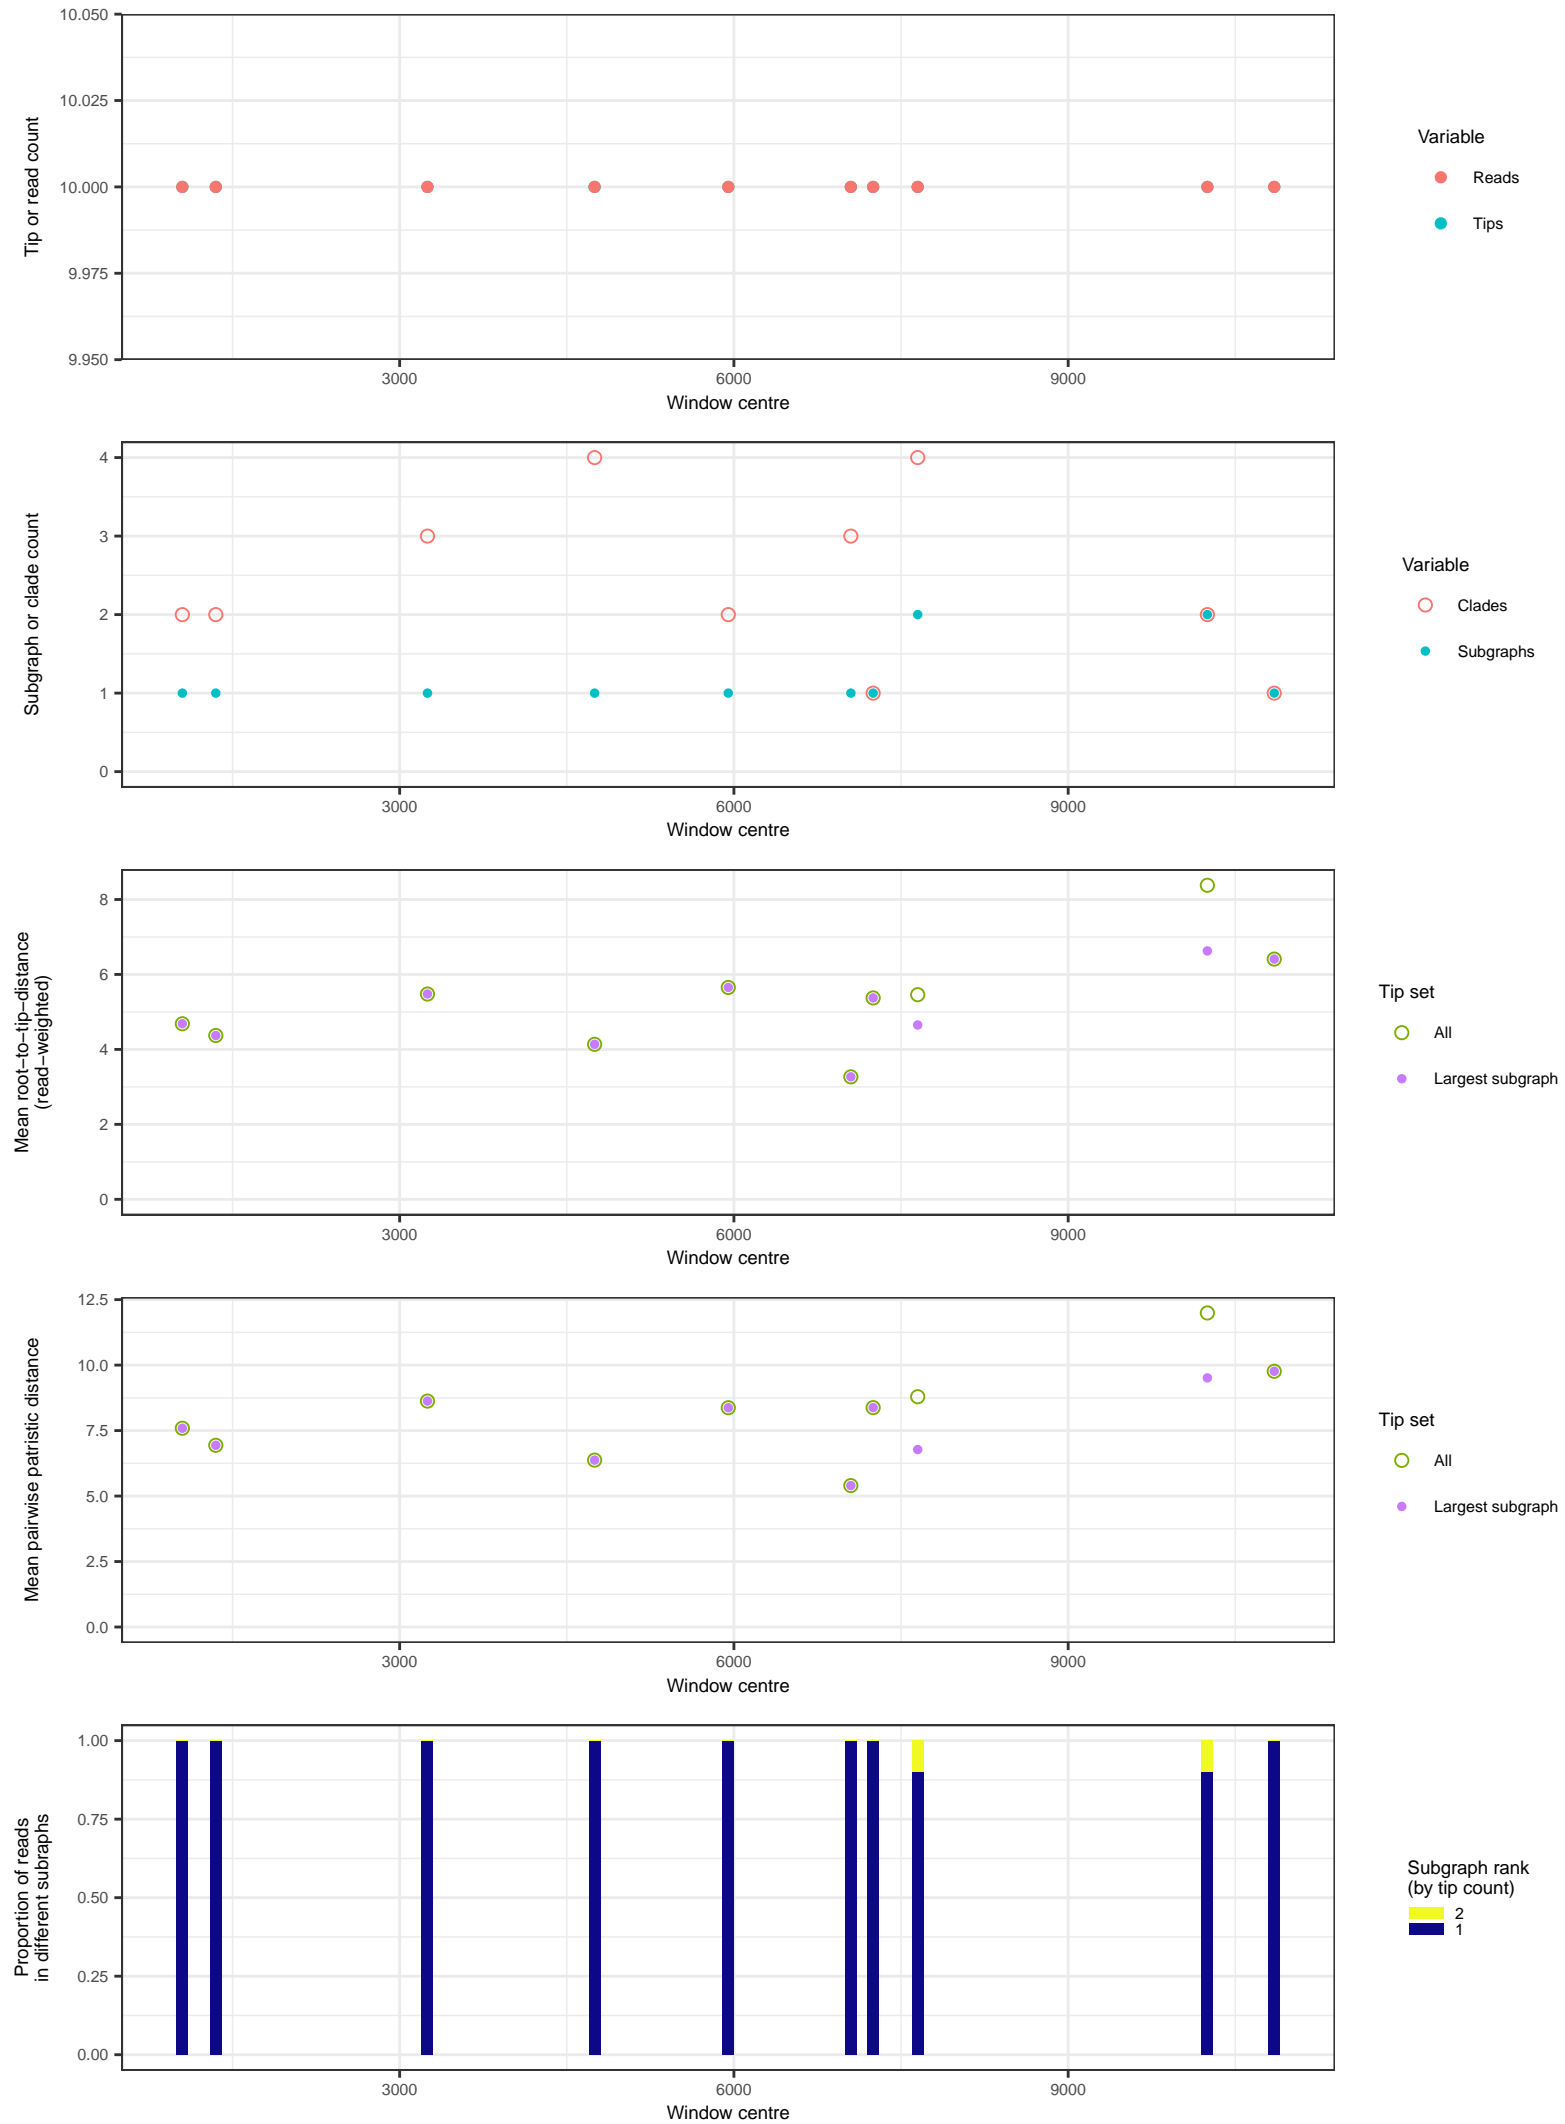 10.050
10.025
10.000
9.975
9.950
Tip or read count
3000 6000 9000
Window centre
Variable
Reads
Tips
4
3
2
1
0
Subgraph or clade count
3000 6000 9000
Window centre
Variable
Clades
Subgraphs
8
6
4
2
0
Mean root−to−tip−distance
(read−weighted)
3000 6000 9000
Window centre
Tip set
All
Largest subgraph
12.5
10.0
7.5
5.0
2.5
0.0
Mean pairwise patristic distance
3000 6000 9000
Window centre
Tip set
All
Largest subgraph
1.00
0.75
0.50
0.25
0.00
Proportion of reads
in different subraphs
3000 6000 9000
Window centre
Subgraph rank
(by tip count)
2
1